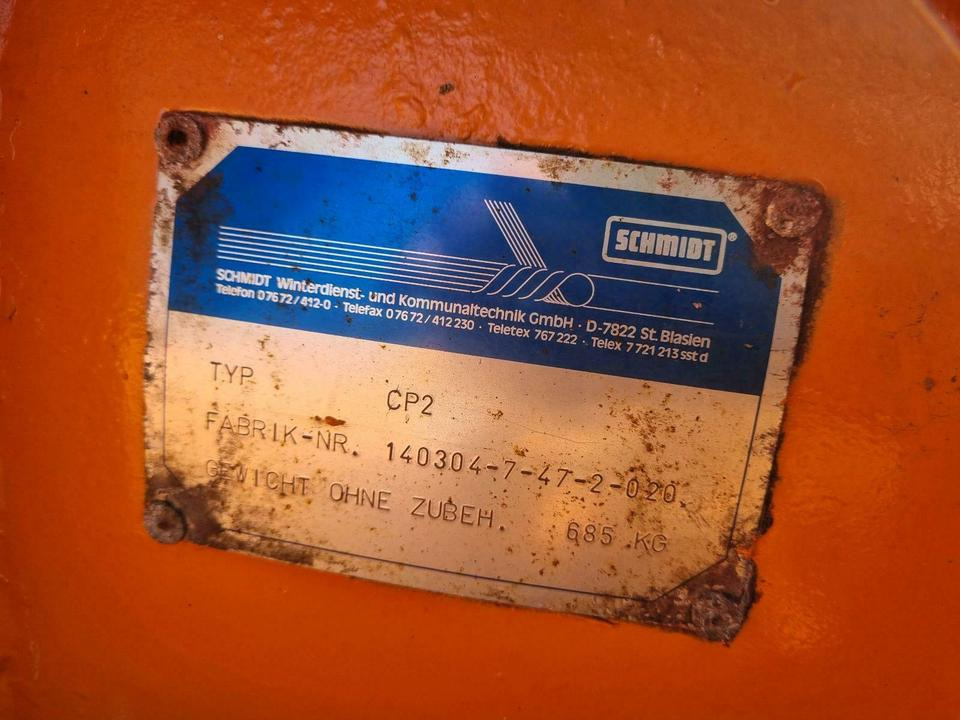 SCHMIDT®
SCHMIDT Winterdienst- und Kommunaltechnik GmbH · D-7822 St. Blasien
Telefon 07672/412-0 · Telefax 07672/412230 · Teletex 767222 · Telex 7721213 sst d
TYP CP2
FABRIK-NR. 140304-7-47-2-020
GEWICHT OHNE ZUBEH. 685 KG